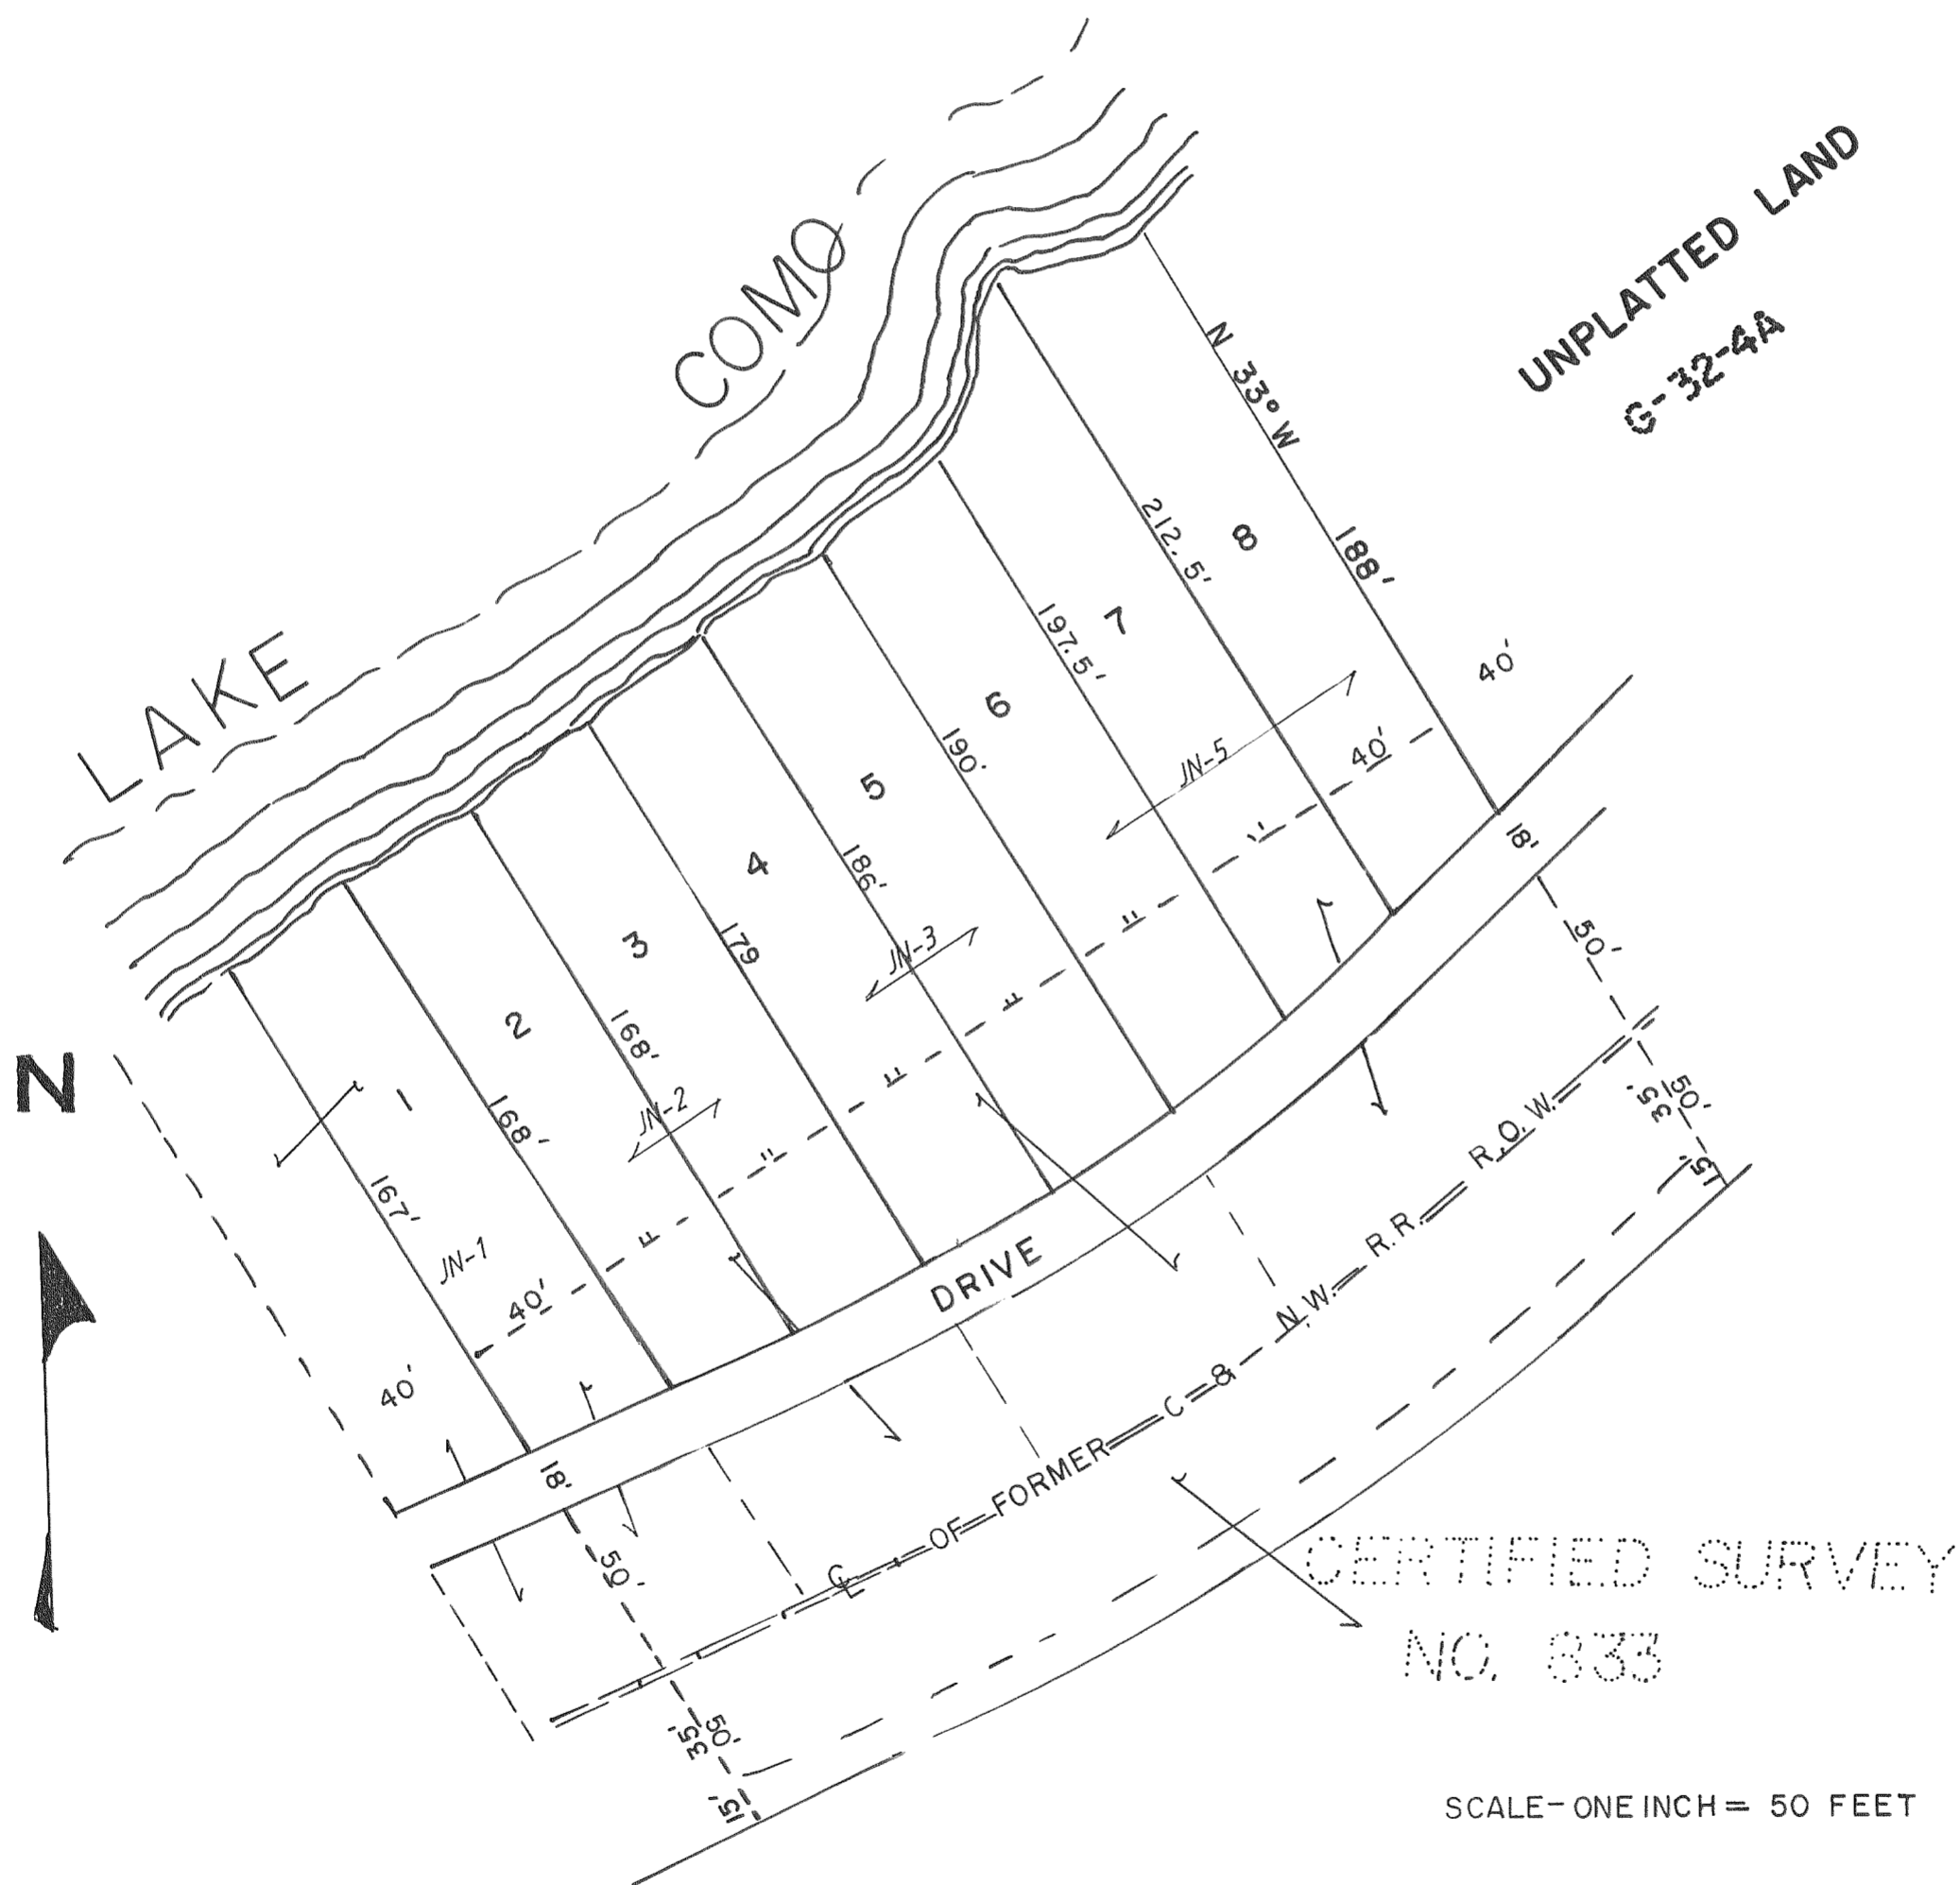 LAKE COMO
UNPLATTED LAND
G-32-4A
N 33° W
188'
8
212.5'
7
197.5'
6
190'
5
186'
4
179
3
168'
2
168'
1
167'
JN-5
JN-3
JN-2
JN-1
40'
40'
40'
40'
"
"
"
"
"
"
"
N
18'
18'
DRIVE
50'
50'
35'
15'
50'
50'
35'
15'
℄ OF FORMER C & N.W. R.R. R.O.W.
CERTIFIED SURVEY
NO. 833
SCALE-ONE INCH = 50 FEET